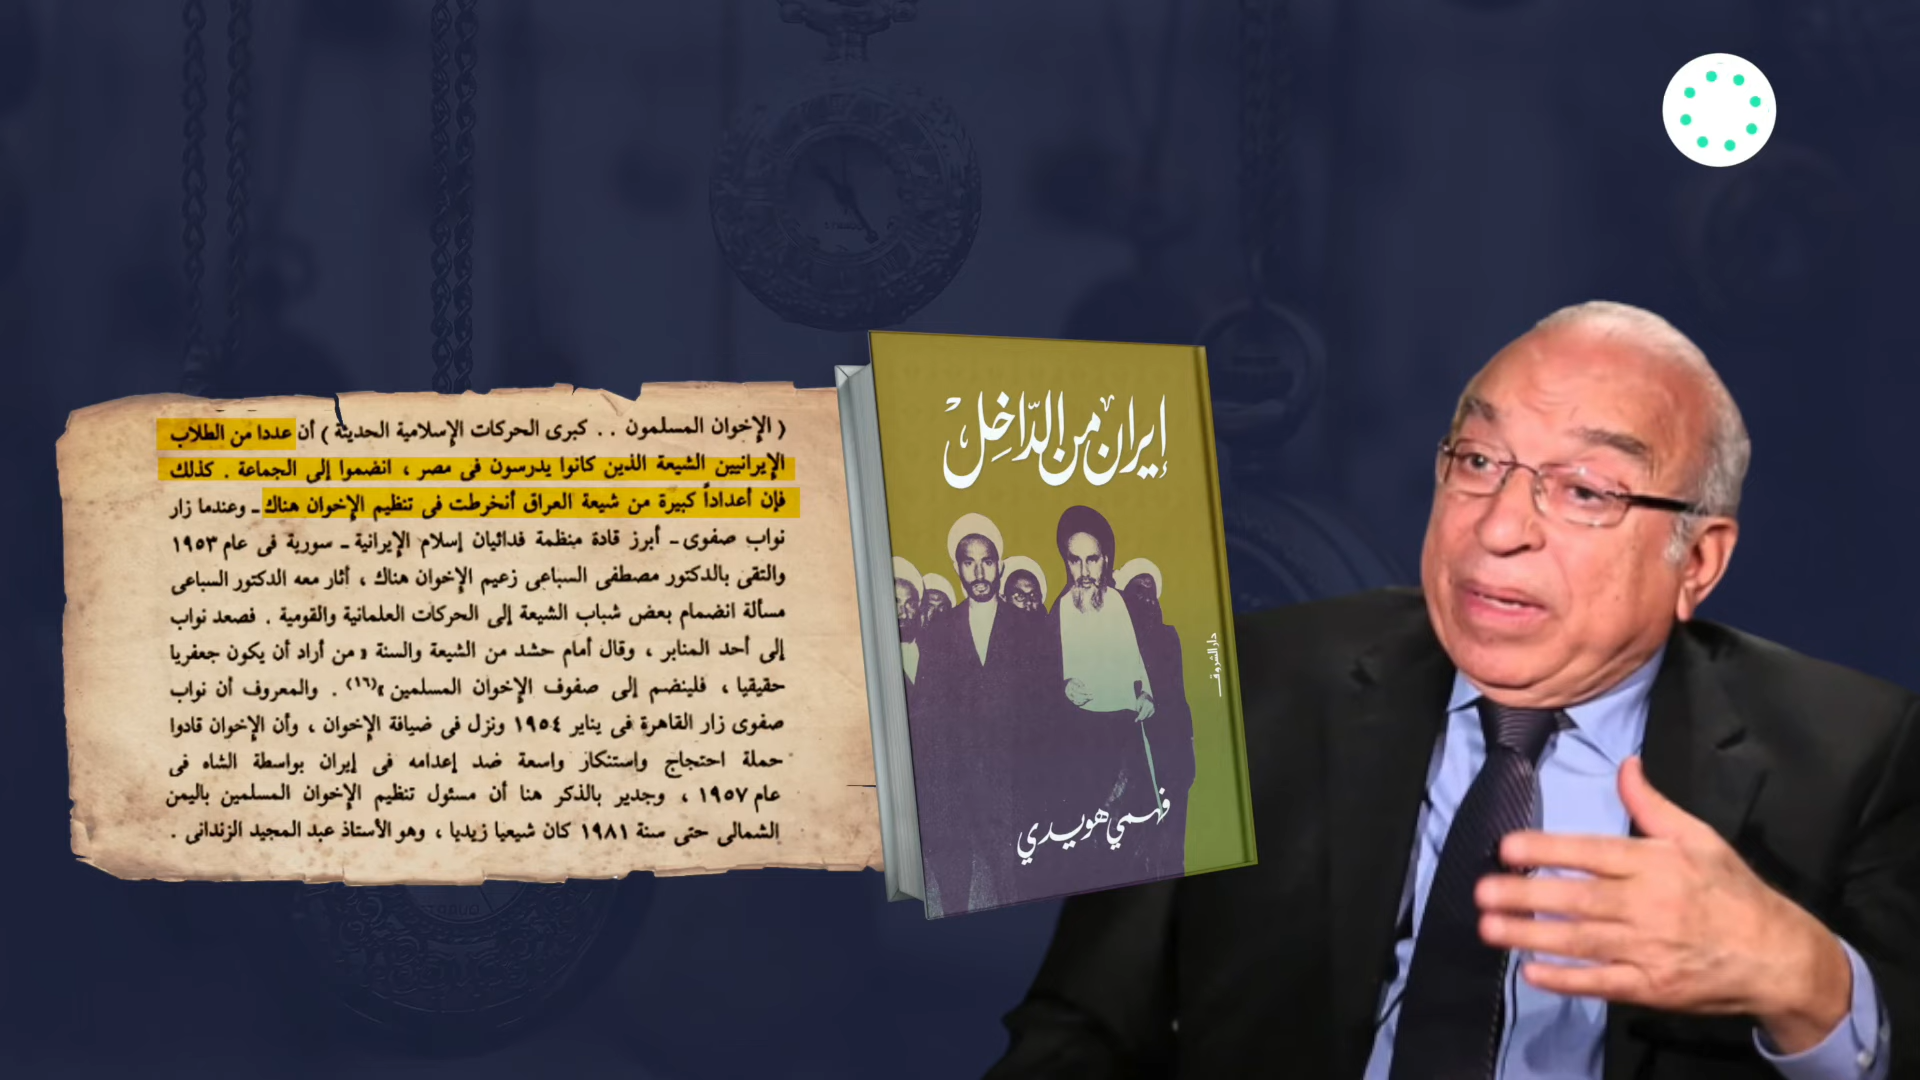 ( الإخوان المسلمون . . كبرى الحركات الإسلامية الحديثة ) أن عددا من الطلاب
الإيرانيين الشيعة الذين كانوا يدرسون فى مصر ، انضموا إلى الجماعة . كذلك
فإن أعداداً كبيرة من شيعة العراق أنخرطت فى تنظيم الإخوان هناك ــ وعندما زار
نواب صفوى ــ أبرز قادة منظمة فدائيان إسلام الإيرانية ــ سورية فى عام ١٩٥٣
والتقى بالدكتور مصطفى السباعى زعيم الإخوان هناك ، أثار معه الدكتور السباعى
مسألة انضمام بعض شباب الشيعة إلى الحركات العلمانية والقومية . فصعد نواب
إلى أحد المنابر ، وقال أمام حشد من الشيعة والسنة « من أراد أن يكون جعفريا
حقيقيا ، فلينضم إلى صفوف الإخوان المسلمين »(١٦) . والمعروف أن نواب
صفوى زار القاهرة فى يناير ١٩٥٤ ونزل فى ضيافة الإخوان ، وأن الإخوان قادوا
حملة احتجاج واستنكار واسعة ضد إعدامه فى إيران بواسطة الشاه فى
عام ١٩٥٧ ، وجدير بالذكر هنا أن مسئول تنظيم الإخوان المسلمين باليمن
الشمالى حتى سنة ١٩٨١ كان شيعيا زيديا ، وهو الأستاذ عبد المجيد الزندانى .
إيران من الدّاخِل
دار الشروق
فهمي هويدي